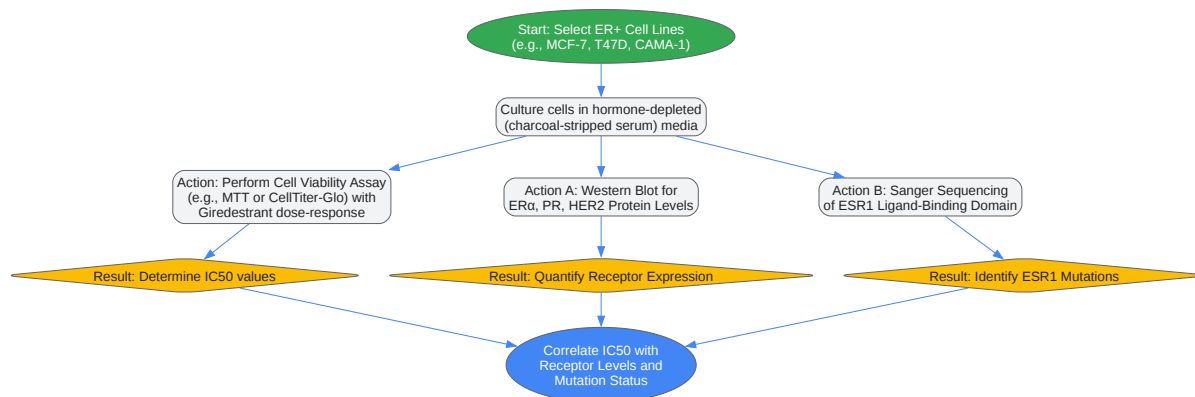 Start: Select ER+ Cell Lines
(e.g., MCF-7, T47D, CAMA-1)
Culture cells in hormone-depleted
(charcoal-stripped serum) media
Action: Perform Cell Viability Assay
(e.g., MTT or CellTiter-Glo) with
Giredestrant dose-response
Action A: Western Blot for
ERα, PR, HER2 Protein Levels
Action B: Sanger Sequencing
of ESR1 Ligand-Binding Domain
Result: Determine IC50 values
Result: Quantify Receptor Expression
Result: Identify ESR1 Mutations
Correlate IC50 with
Receptor Levels and
Mutation Status